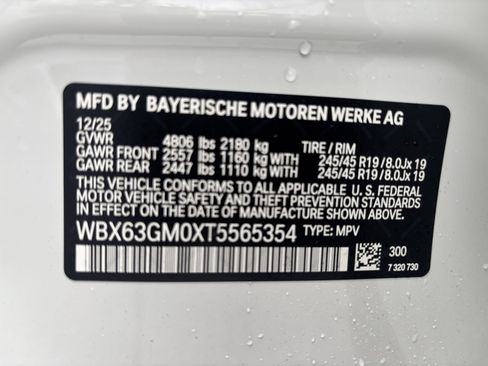 MFD BY BAYERISCHE MOTOREN WERKE AG
12/25
GVWR 4806 lbs 2180 kg TIRE / RIM
GAWR FRONT 2557 lbs 1160 kg WITH 245/45 R19 / 8.0Jx 19
GAWR REAR 2447 lbs 1110 kg WITH 245/45 R19 / 8.0Jx 19
THIS VEHICLE CONFORMS TO ALL APPLICABLE U. S. FEDERAL
MOTOR VEHICLE SAFETY, BUMPER, AND
THEFT PREVENTION STANDARDS IN EFFECT
ON THE DATE OF MANUFACTURE SHOWN ABOVE.
WBX63GM0XT5565354 TYPE: MPV
300
7 320 730